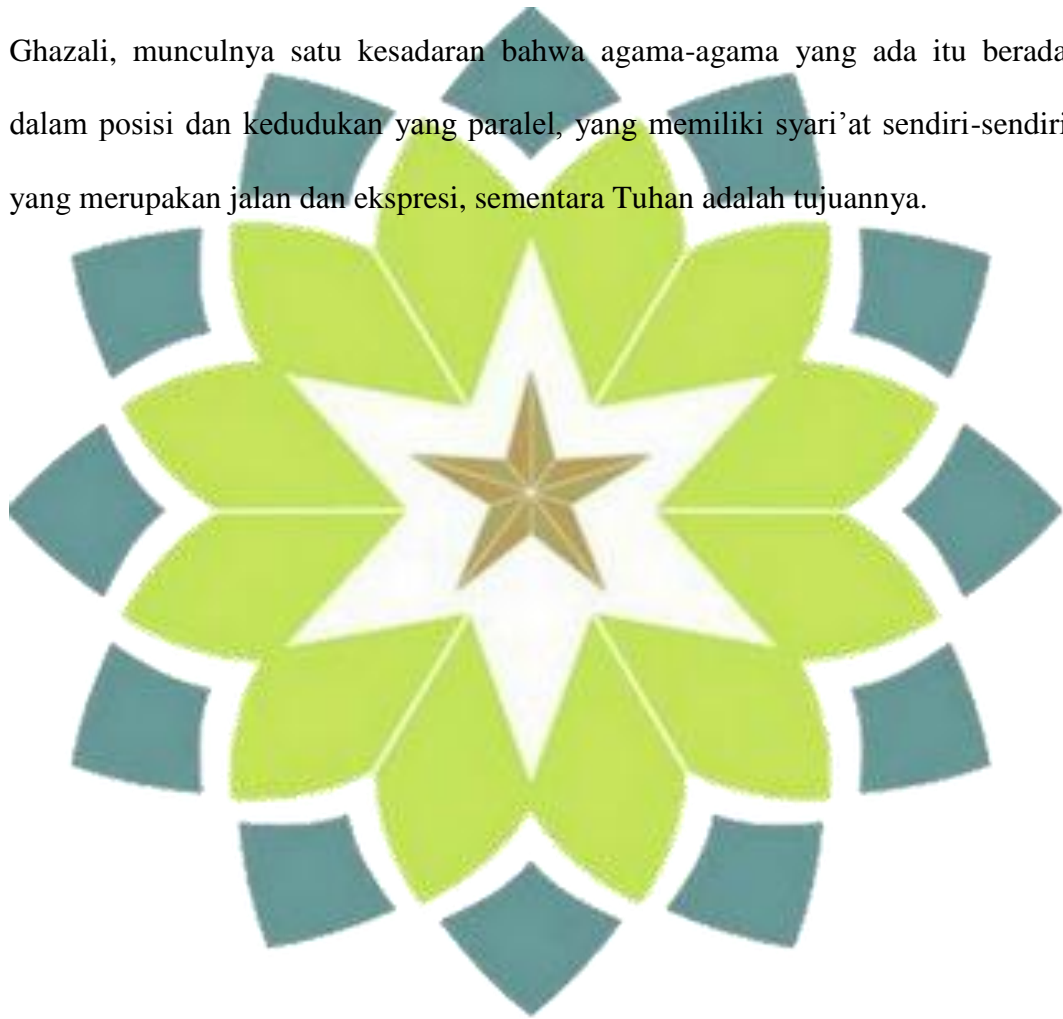 Ghazali, munculnya satu kesadaran bahwa agama-agama yang ada itu berada
dalam posisi dan kedudukan yang paralel, yang memiliki syari’at sendiri-sendiri
yang merupakan jalan dan ekspresi, sementara Tuhan adalah tujuannya.